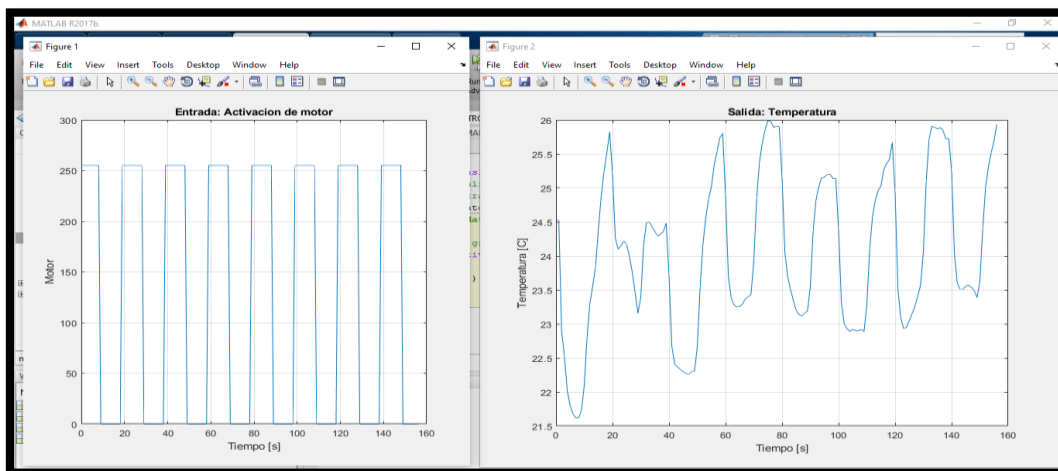 MATLAB R2017b
Figure 1
File Edit View Insert Tools Desktop Window Help
Entrada: Activacion de motor
300
250
200
150
100
50
0
Motor
0 20 40 60 80 100 120 140 160
Tiempo [s]
Figure 2
File Edit View Insert Tools Desktop Window Help
Salida: Temperatura
26
25.5
25
24.5
24
23.5
23
22.5
22
21.5
Temperatura [C]
0 20 40 60 80 100 120 140 160
Tiempo [s]